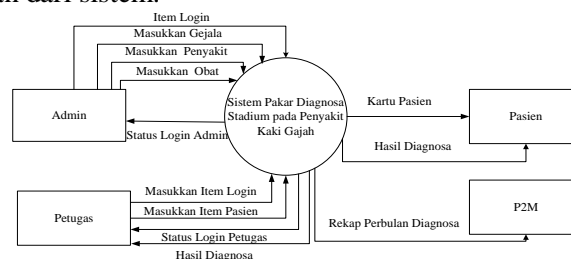 an dari sistem.
Item Login
Masukkan Gejala
Masukkan Penyakit
Masukkan Obat
Admin
Status Login Admin
Sistem Pakar Diagnosa
Stadium pada Penyakit
Kaki Gajah
Kartu Pasien
Pasien
Hasil Diagnosa
Petugas
Masukkan Item Login
Masukkan Item Pasien
Status Login Petugas
Hasil Diagnosa
Rekap Perbulan Diagnosa
P2M